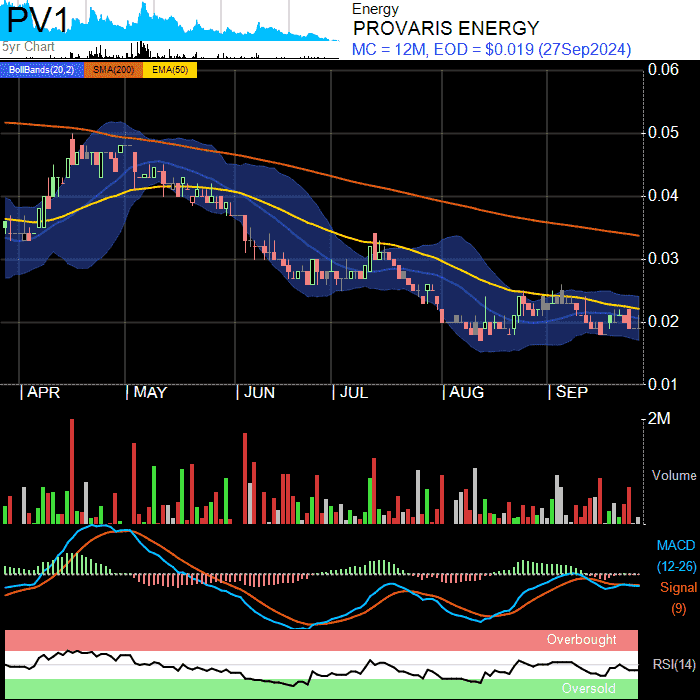 PV1
5yr Chart
Energy
PROVARIS ENERGY
MC = 12M, EOD = $0.019 (27Sep2024)
BollBands(20,2) SMA(200) EMA(50)
0.06
0.05
0.04
0.03
0.02
0.01
APR MAY JUN JUL AUG SEP
2M
Volume
MACD
(12-26)
Signal
(9)
Overbought
RSI(14)
Oversold